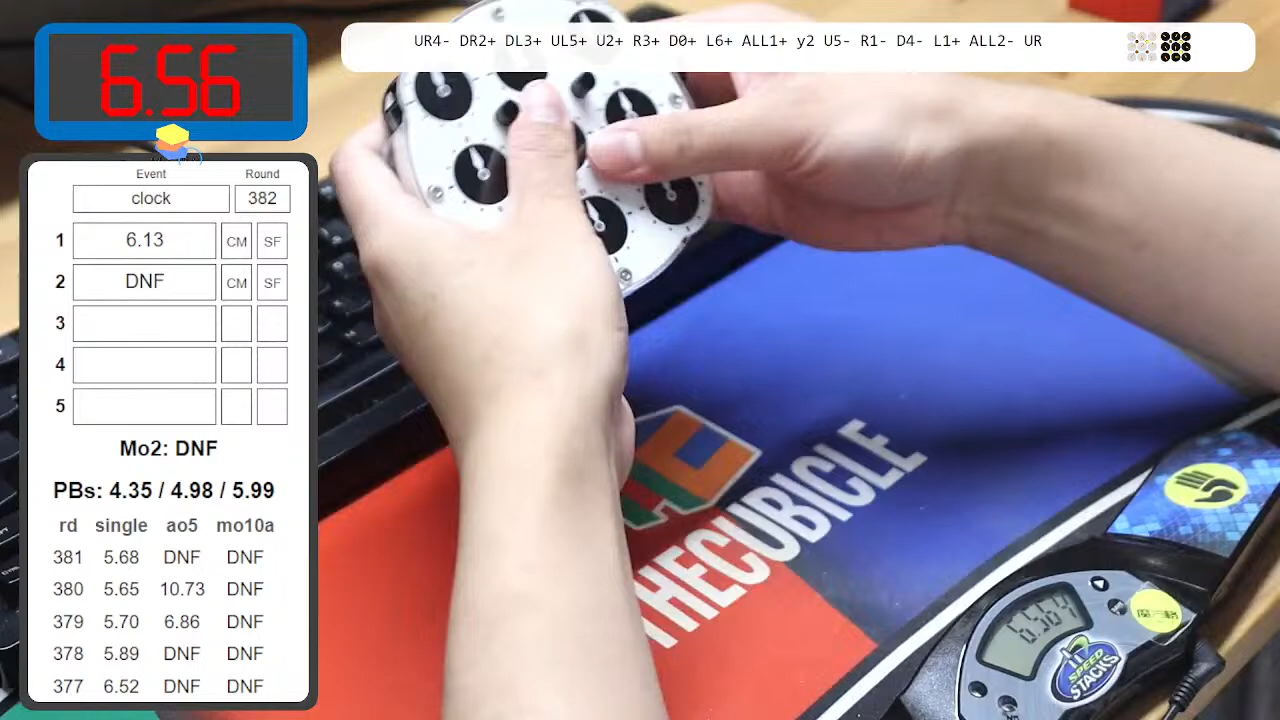 6.56
UR4- DR2+ DL3+ UL5+ U2+ R3+ D0+ L6+ ALL1+ y2 U5- R1- D4- L1+ ALL2- UR
Event Round
clock 382
1 6.13 CM SF
2 DNF CM SF
3
4
5
Mo2: DNF
PBs: 4.35 / 4.98 / 5.99
rd single ao5 mo10a
381 5.68 DNF DNF
380 5.65 10.73 DNF
379 5.70 6.86 DNF
378 5.89 DNF DNF
377 6.52 DNF DNF
THECUBICLE
6.564
SPEED
STACKS